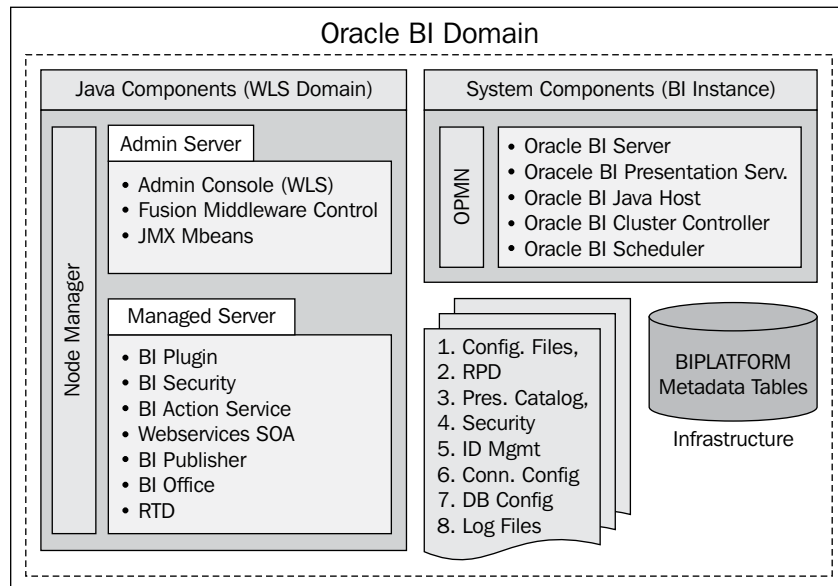 Oracle BI Domain
Java Components (WLS Domain)
Node Manager
Admin Server
• Admin Console (WLS)
• Fusion Middleware Control
• JMX Mbeans
Managed Server
• BI Plugin
• BI Security
• BI Action Service
• Webservices SOA
• BI Publisher
• BI Office
• RTD
System Components (BI Instance)
OPMN
• Oracle BI Server
• Oracele BI Presentation Serv.
• Oracle BI Java Host
• Oracle BI Cluster Controller
• Oracle BI Scheduler
1. Config. Files,
2. RPD
3. Pres. Catalog,
4. Security
5. ID Mgmt
6. Conn. Config
7. DB Config
8. Log Files
BIPLATFORM
Metadata Tables
Infrastructure